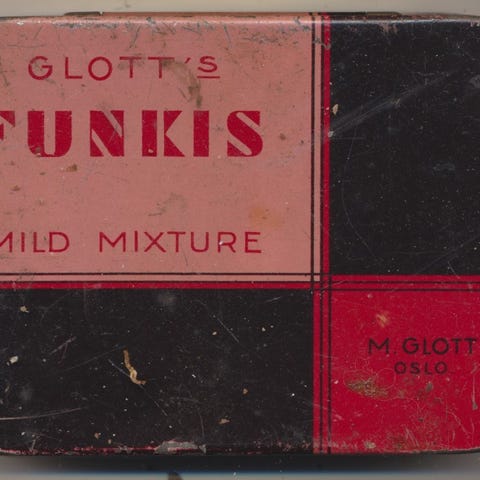 GLOTT's
FUNKIS
MILD MIXTURE
M. GLOTT
OSLO